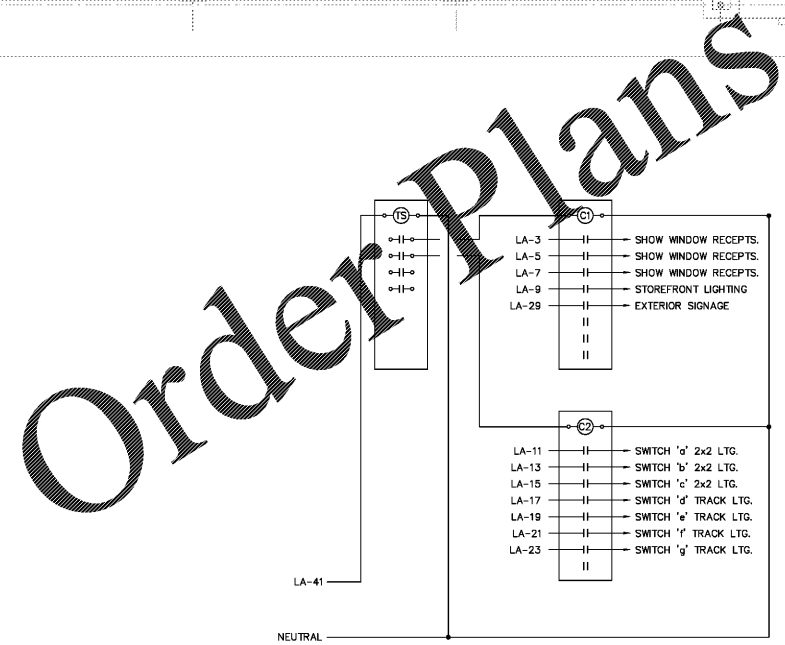 Order Plans
TS
C1
LA-3 SHOW WINDOW RECEPTS.
LA-5 SHOW WINDOW RECEPTS.
LA-7 SHOW WINDOW RECEPTS.
LA-9 STOREFRONT LIGHTING
LA-29 EXTERIOR SIGNAGE
C2
LA-11 SWITCH 'a' 2x2 LTG.
LA-13 SWITCH 'b' 2x2 LTG.
LA-15 SWITCH 'c' 2x2 LTG.
LA-17 SWITCH 'd' TRACK LTG.
LA-19 SWITCH 'e' TRACK LTG.
LA-21 SWITCH 'f' TRACK LTG.
LA-23 SWITCH 'g' TRACK LTG.
LA-41
NEUTRAL